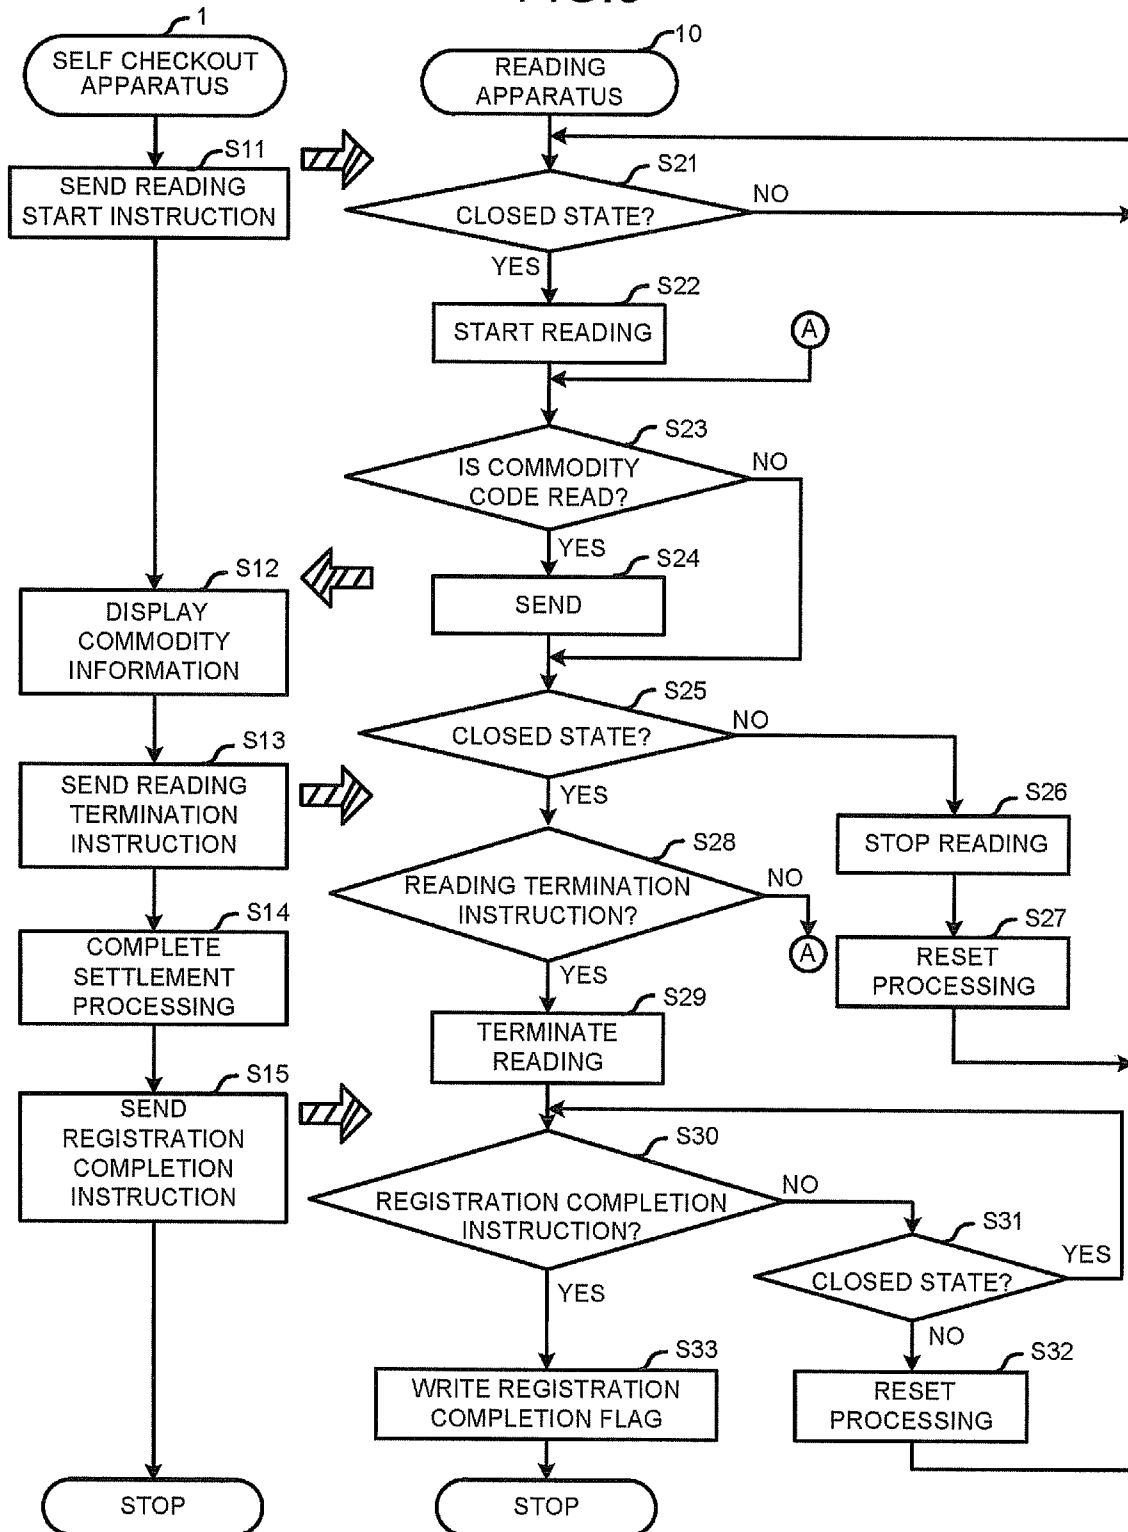 1
SELF CHECKOUT
APPARATUS
S11
SEND READING
START INSTRUCTION
S12
DISPLAY
COMMODITY
INFORMATION
S13
SEND READING
TERMINATION
INSTRUCTION
S14
COMPLETE
SETTLEMENT
PROCESSING
S15
SEND
REGISTRATION
COMPLETION
INSTRUCTION
STOP
10
READING
APPARATUS
S21
CLOSED STATE?
NO
YES
S22
START READING
A
S23
IS COMMODITY
CODE READ?
NO
YES
S24
SEND
S25
CLOSED STATE?
NO
YES
S26
STOP READING
S27
RESET
PROCESSING
S28
READING TERMINATION
INSTRUCTION?
NO
A
YES
S29
TERMINATE
READING
S30
REGISTRATION COMPLETION
INSTRUCTION?
NO
YES
S31
CLOSED STATE?
YES
NO
S32
RESET
PROCESSING
S33
WRITE REGISTRATION
COMPLETION FLAG
STOP